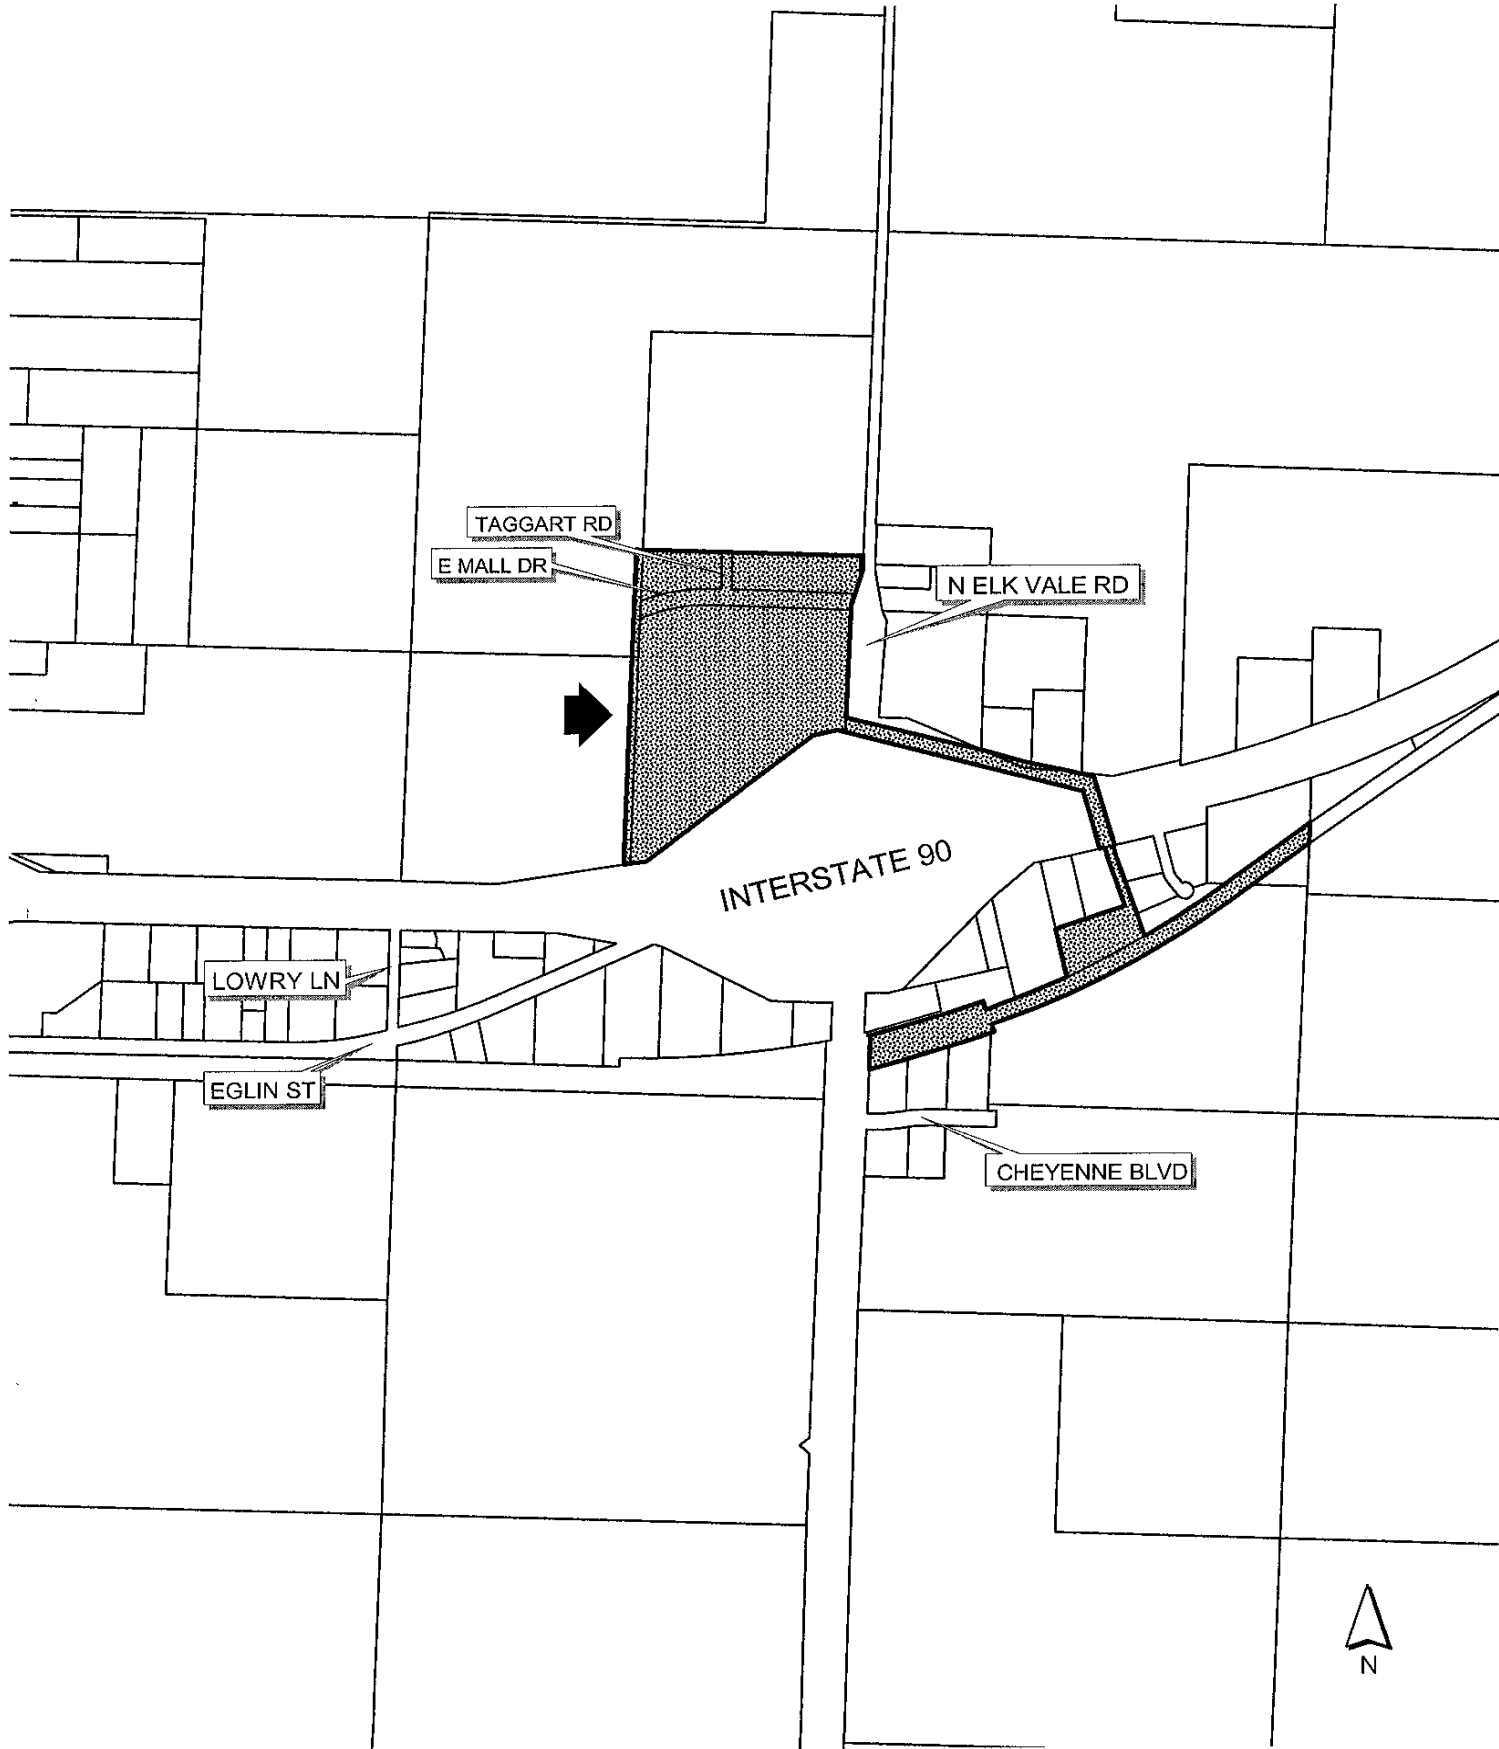 TAGGART RD
E MALL DR
N ELK VALE RD
INTERSTATE 90
LOWRY LN
EGLIN ST
CHEYENNE BLVD
N